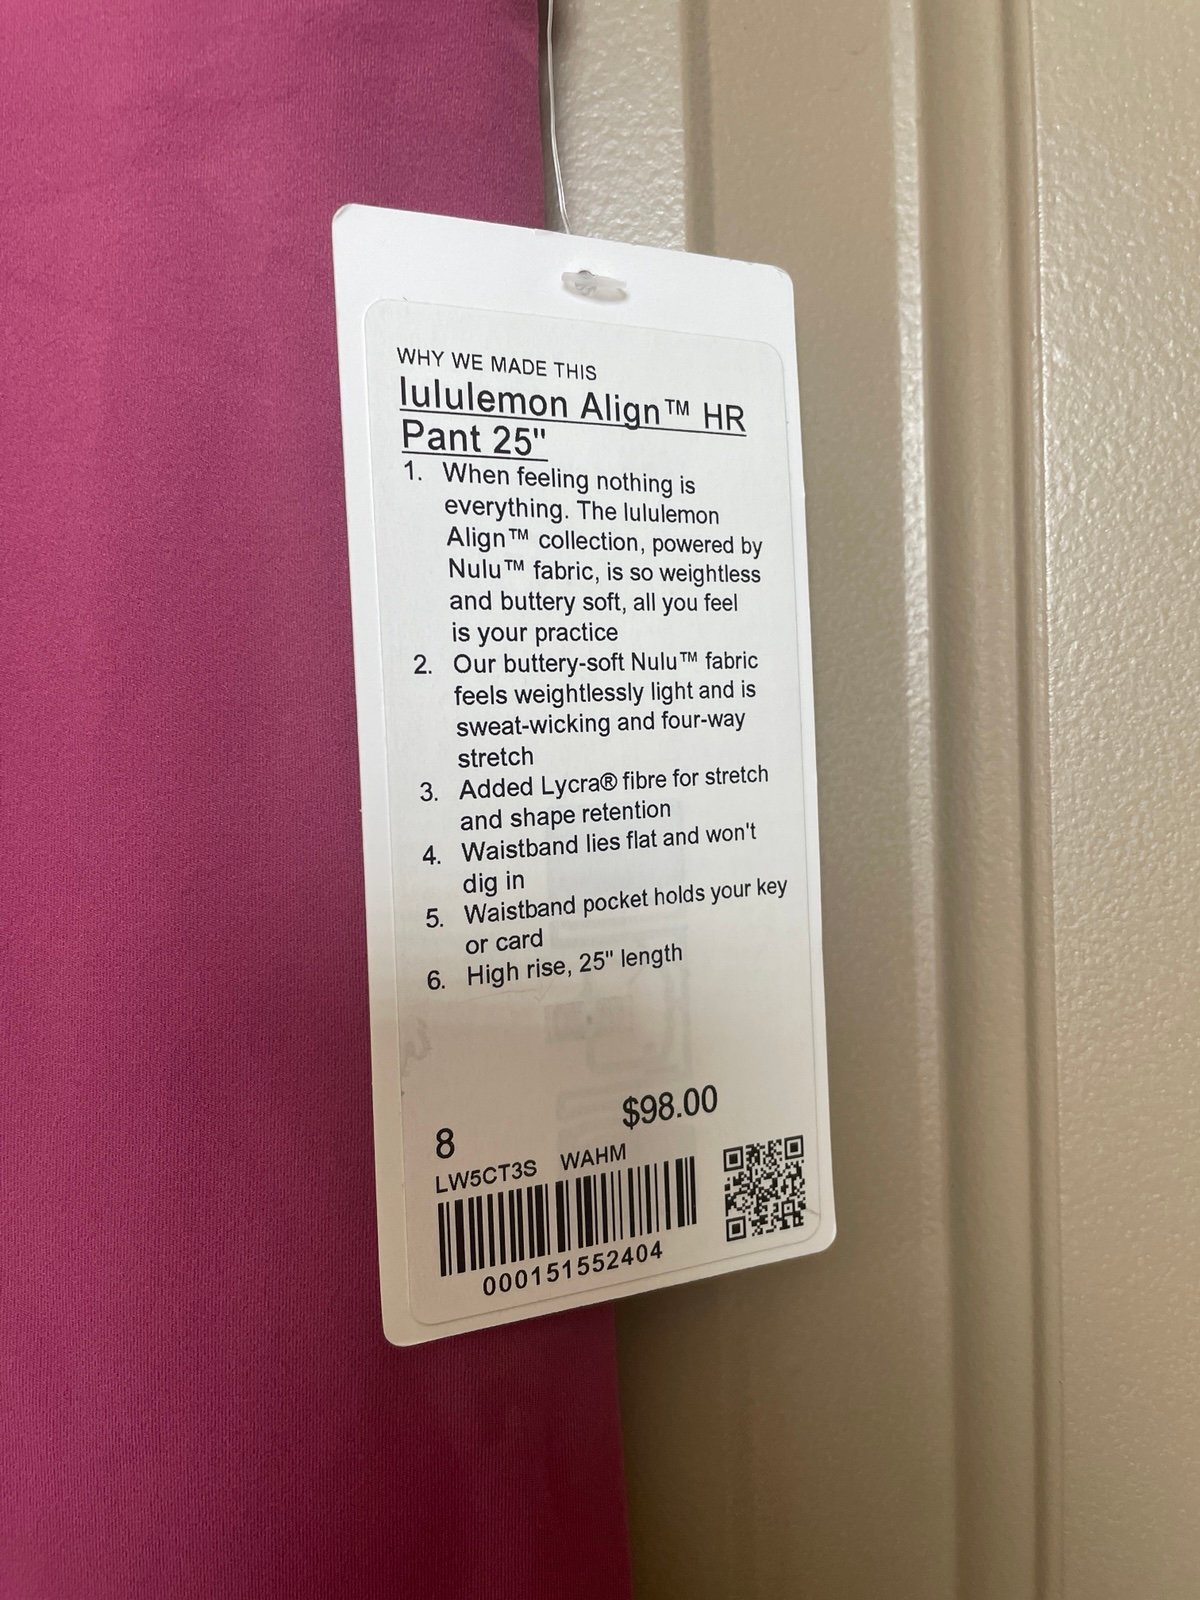 WHY WE MADE THIS
lululemon Align™ HR
Pant 25"
1. When feeling nothing is
everything. The lululemon
Align™ collection, powered by
Nulu™ fabric, is so weightless
and buttery soft, all you feel
is your practice
2. Our buttery-soft Nulu™ fabric
feels weightlessly light and is
sweat-wicking and four-way
stretch
3. Added Lycra® fibre for stretch
and shape retention
4. Waistband lies flat and won't
dig in
5. Waistband pocket holds your key
or card
6. High rise, 25" length
8 $98.00
LW5CT3S WAHM
000151552404